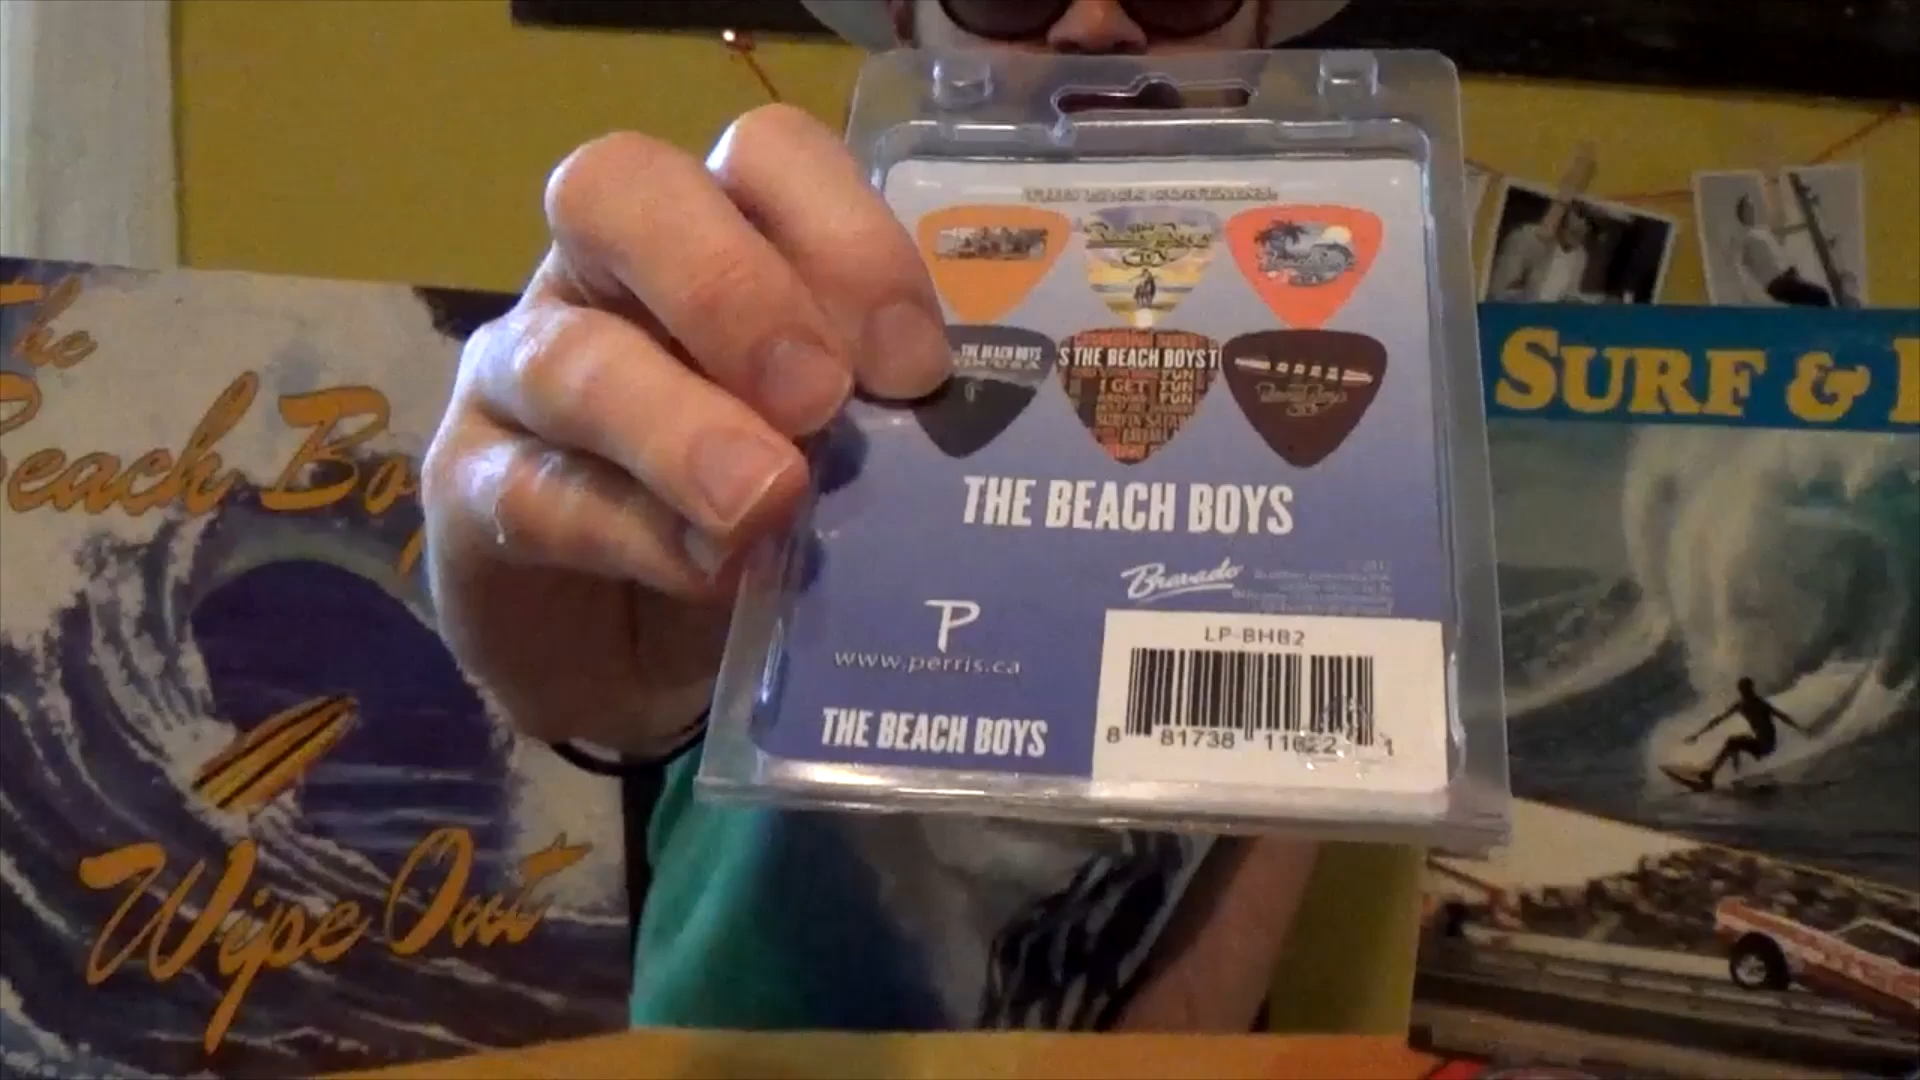 The
Beach Bo
Wipe Out
THE BEACH BOYS
THE BEACH BOYS T
I GET
FUN
FUN
FUN
THE BEACH BOYS
Bravado
P
www.perris.ca
THE BEACH BOYS
LP-BHB2
8 81738 11622 1
SURF &